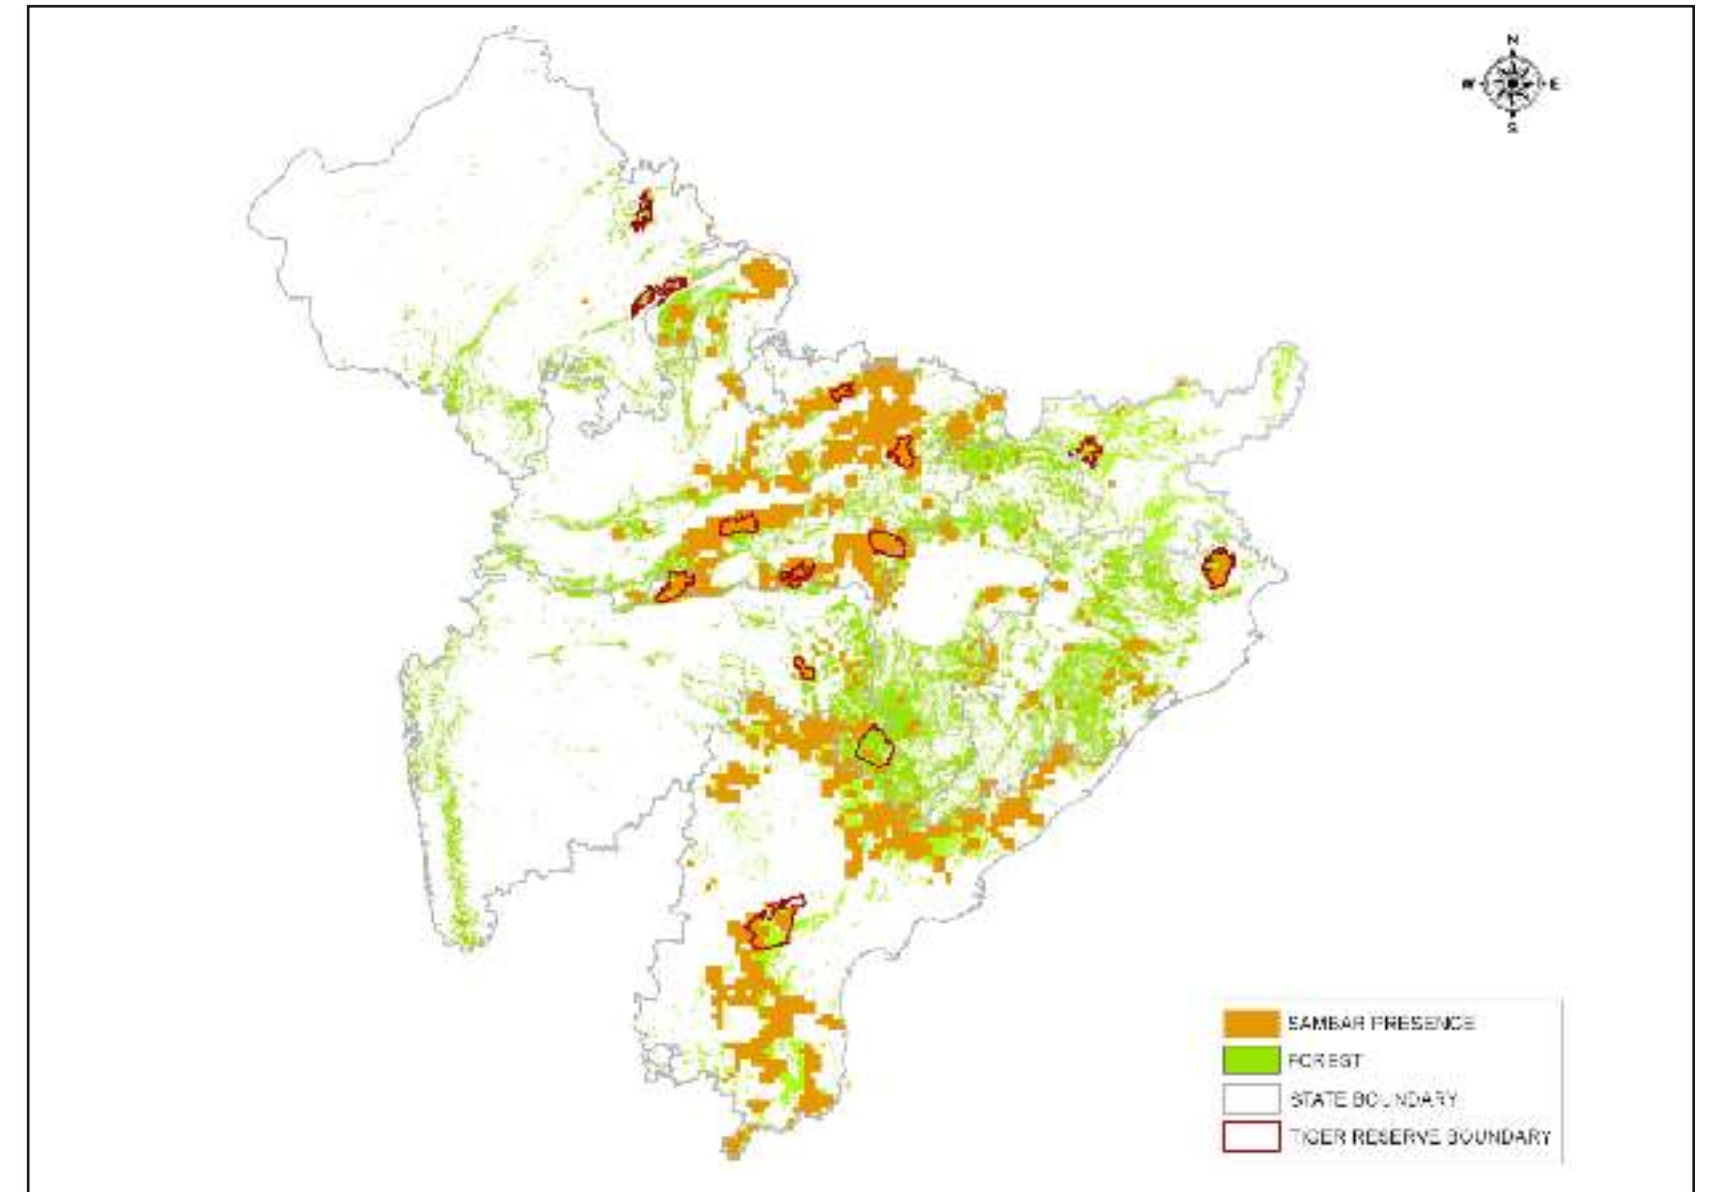 N
W E
S
SAMBAR PRESENCE
FOREST
STATE BOUNDARY
TIGER RESERVE BOUNDARY